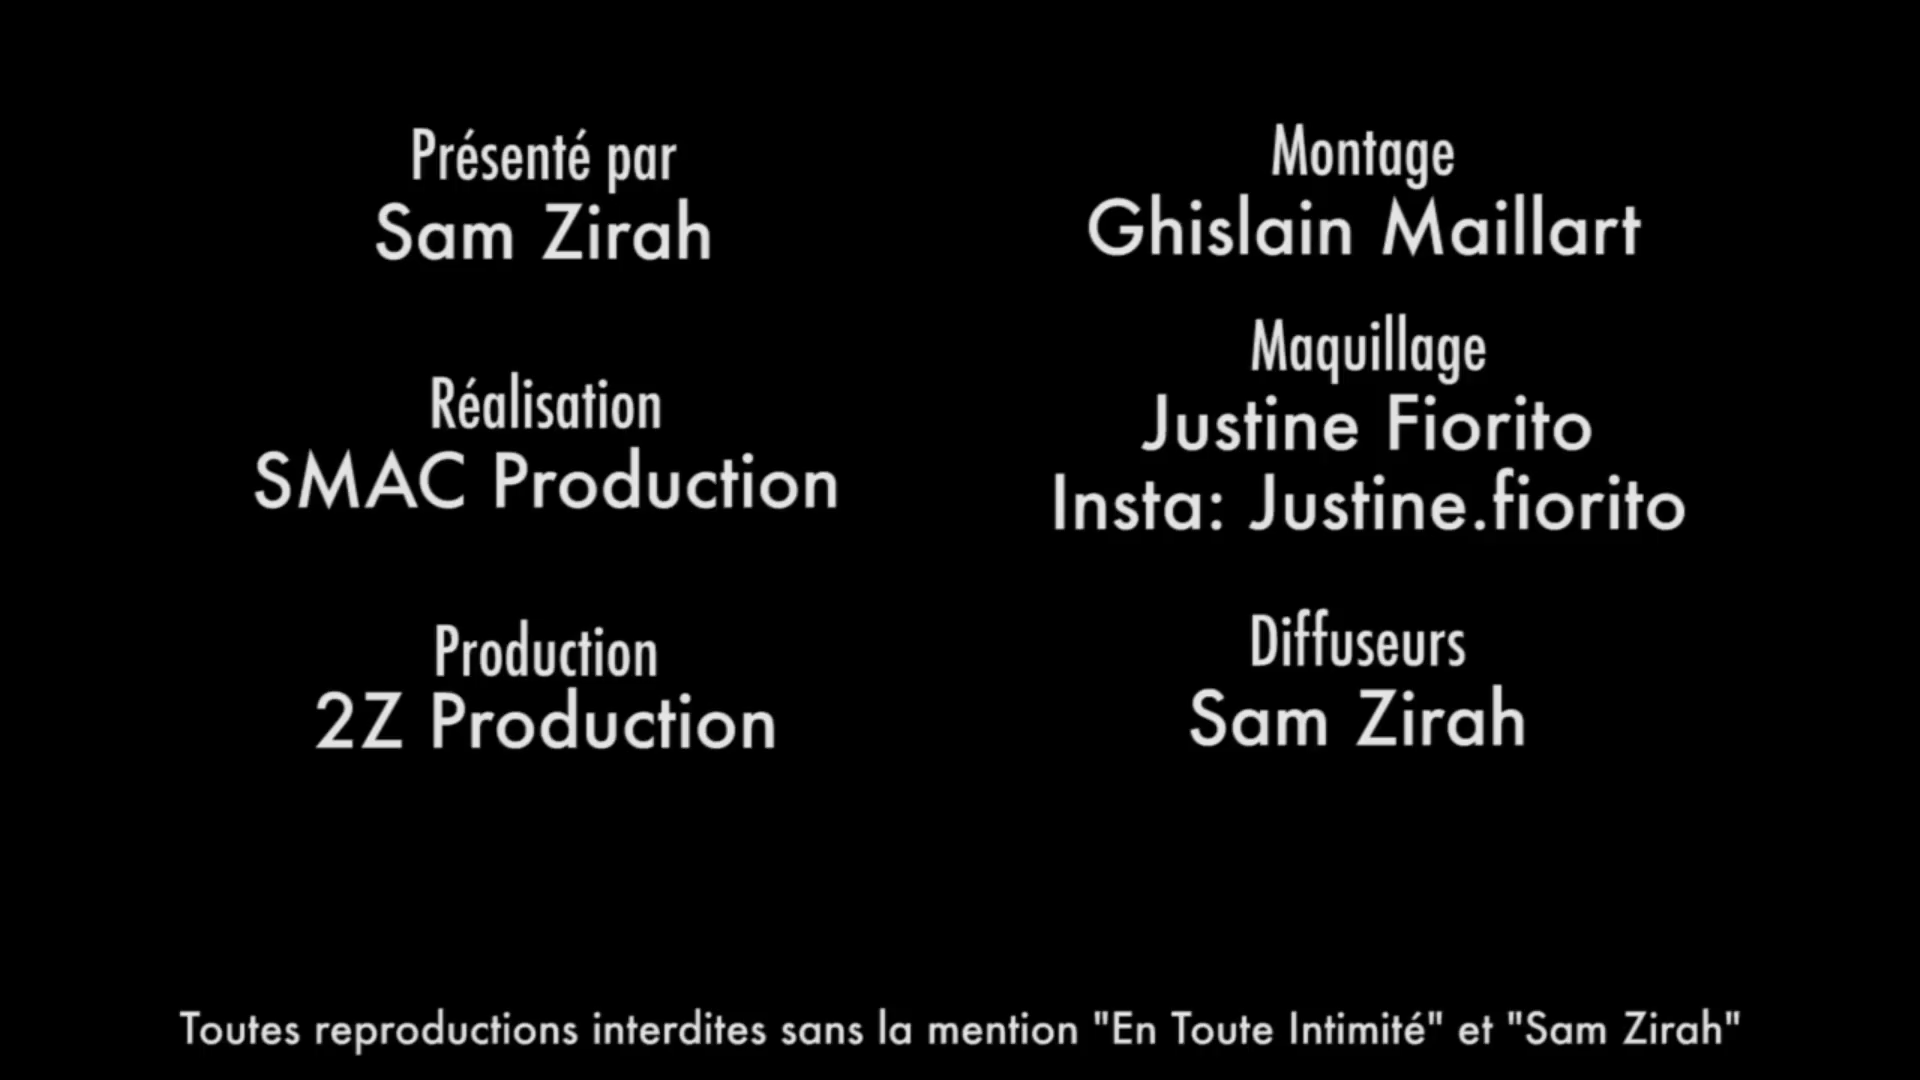 Présenté par
Sam Zirah
Réalisation
SMAC Production
Production
2Z Production
Montage
Ghislain Maillart
Maquillage
Justine Fiorito
Insta: Justine.fiorito
Diffuseurs
Sam Zirah
Toutes reproductions interdites sans la mention "En Toute Intimité" et "Sam Zirah"